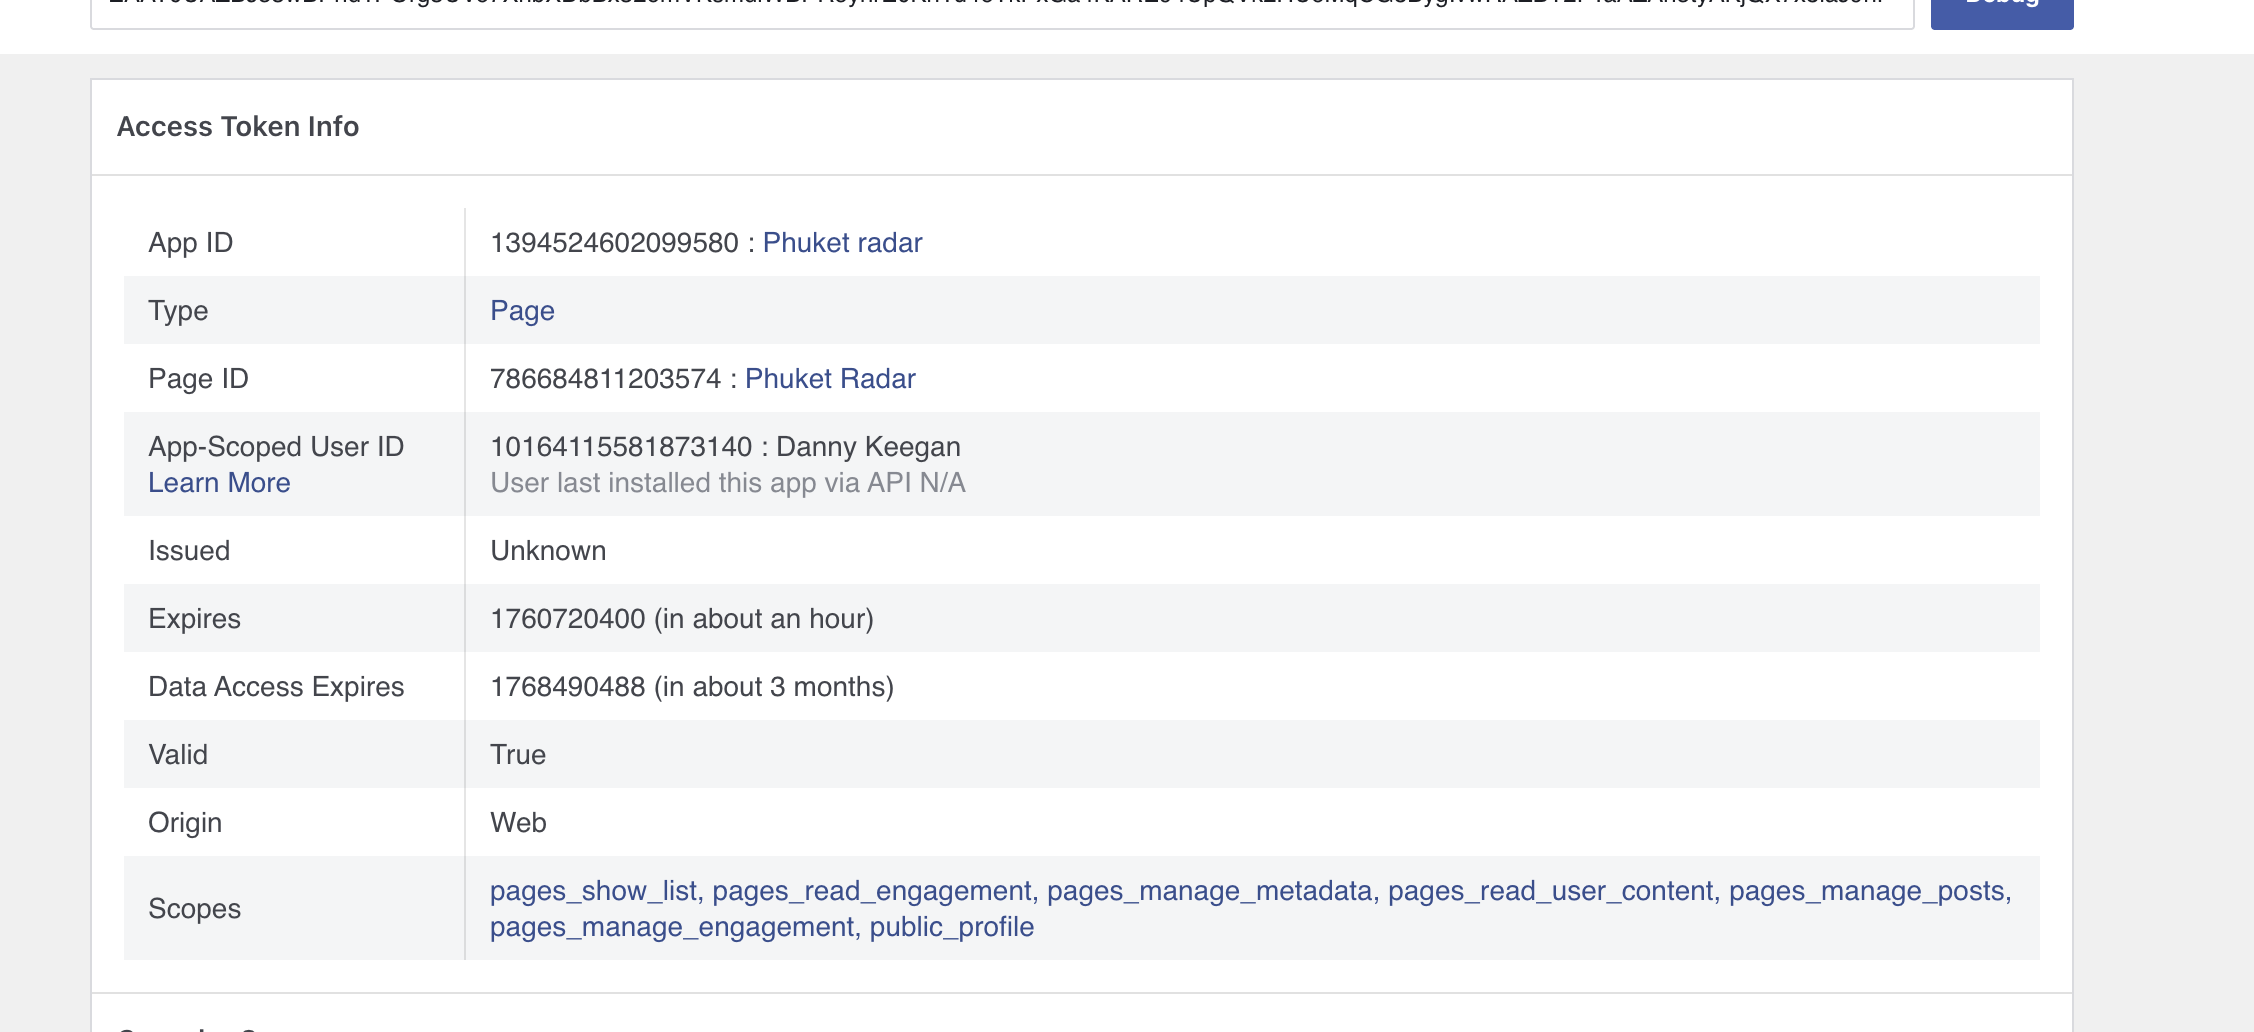 Debug
Access Token Info
App ID
1394524602099580 : Phuket radar
Type
Page
Page ID
786684811203574 : Phuket Radar
App-Scoped User ID
Learn More
10164115581873140 : Danny Keegan
User last installed this app via API N/A
Issued
Unknown
Expires
1760720400 (in about an hour)
Data Access Expires
1768490488 (in about 3 months)
Valid
True
Origin
Web
Scopes
pages_show_list, pages_read_engagement, pages_manage_metadata, pages_read_user_content, pages_manage_posts,
pages_manage_engagement, public_profile